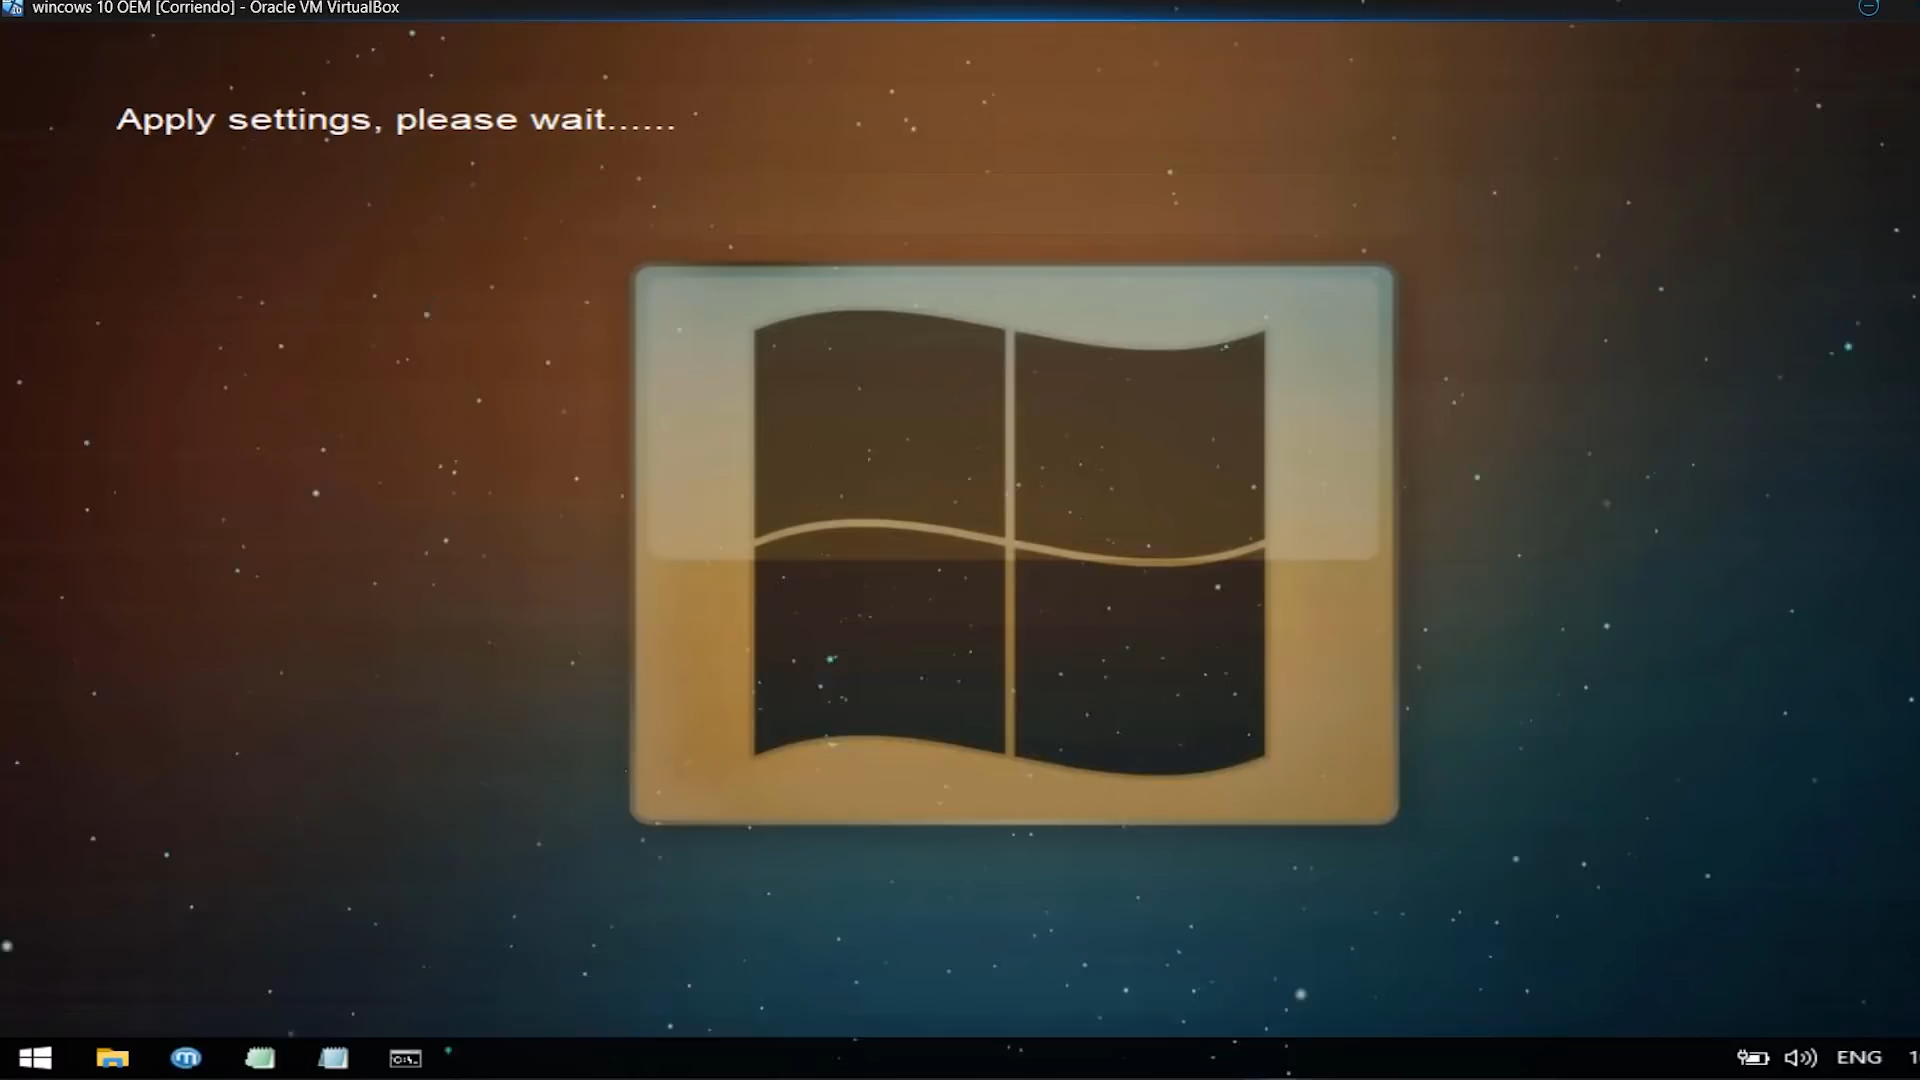 wincows 10 OEM [Corriendo] - Oracle VM VirtualBox
Apply settings, please wait......
ENG